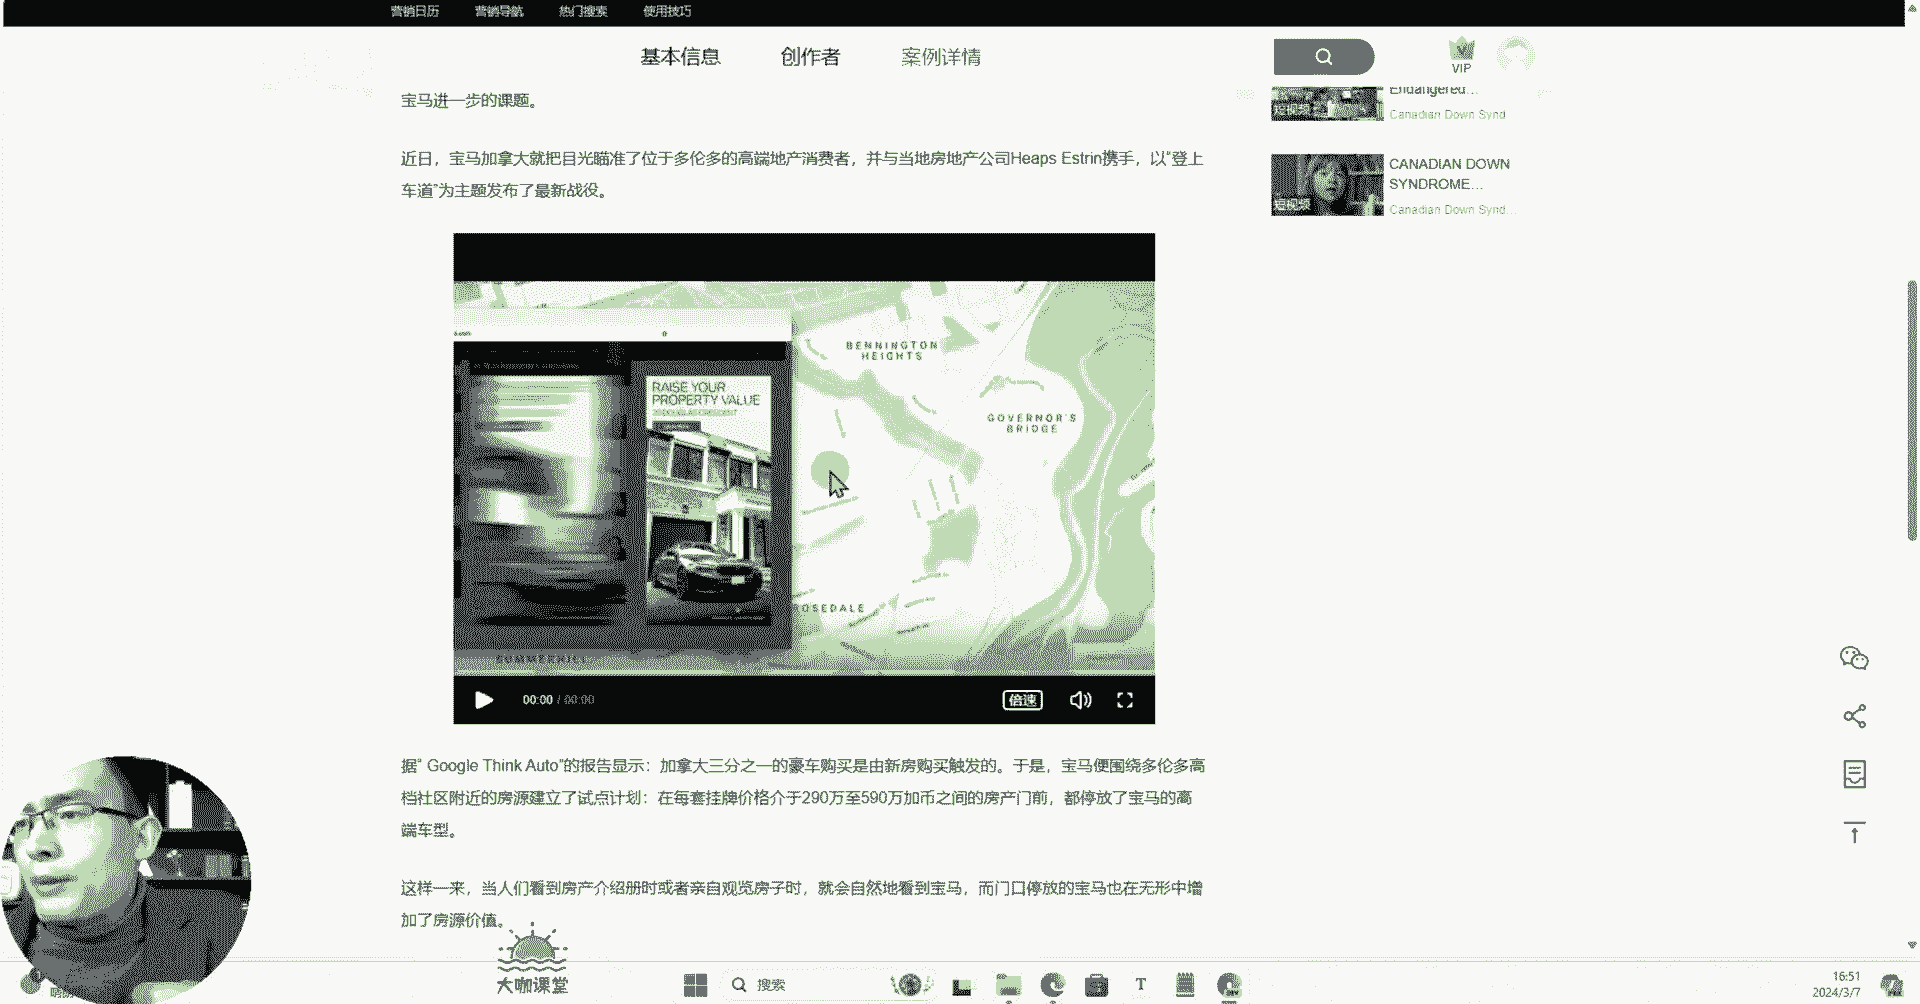 营销日历 营销导航 热门搜索 使用技巧
基本信息 创作者 案例详情
VIP
宝马进一步的课题。
近日，宝马加拿大就把目光瞄准了位于多伦多的高端地产消费者，并与当地房地产公司Heaps Estrin携手，以“登上
车道”为主题发布了最新战役。
Endangered...
短视频
Canadian Down Synd
CANADIAN DOWN
SYNDROME...
短视频
Canadian Down Synd...
BENNINGTON
HEIGHTS
GOVERNOR'S
BRIDGE
RAISE YOUR
PROPERTY VALUE
ROSEDALE
SUMMERHILL
00:00 / 00:00
倍速
据“ Google Think Auto”的报告显示：加拿大三分之一的豪车购买是由新房购买触发的。于是，宝马便围绕多伦多高
档社区附近的房源建立了试点计划：在每套挂牌价格介于290万至590万加币之间的房产门前，都停放了宝马的高
端车型。
这样一来，当人们看到房产介绍册时或者亲自观览房子时，就会自然地看到宝马，而门口停放的宝马也在无形中增
加了房源价值。
大咖课堂
搜索
T
16:51
2024/3/7